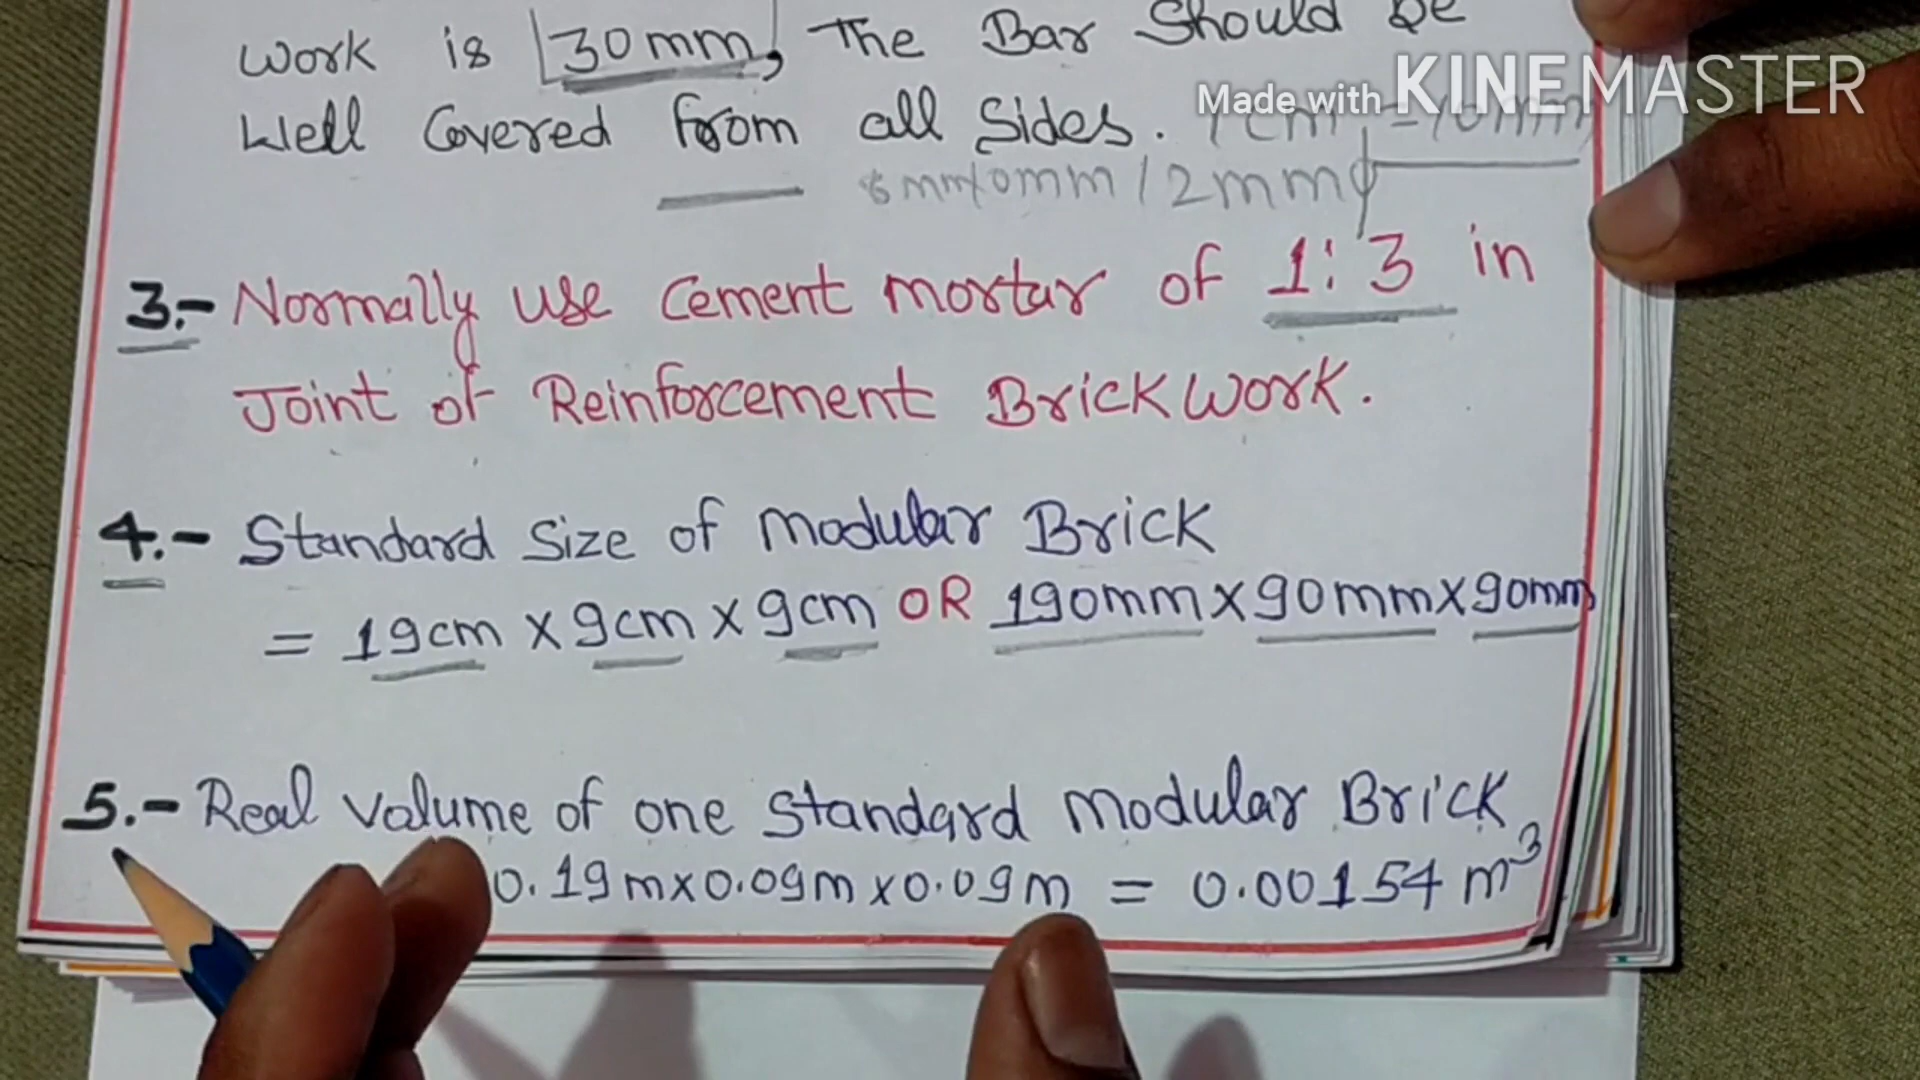 work is 30mm, The Bar Should be
Made with KINEMASTER
Well Covered From all Sides. 1cm = 10mm
8mm/10mm/12mmϕ
3.- Normally use Cement mortar of 1:3 in
Joint of Reinforcement Brick Work.
4.- Standard Size of Modular Brick
= 19cm x 9cm x 9cm OR 190mm x 90mm x 90mm
5.- Real Volume of one Standard Modular Brick
0.19m x 0.09m x 0.09m = 0.00154 m³